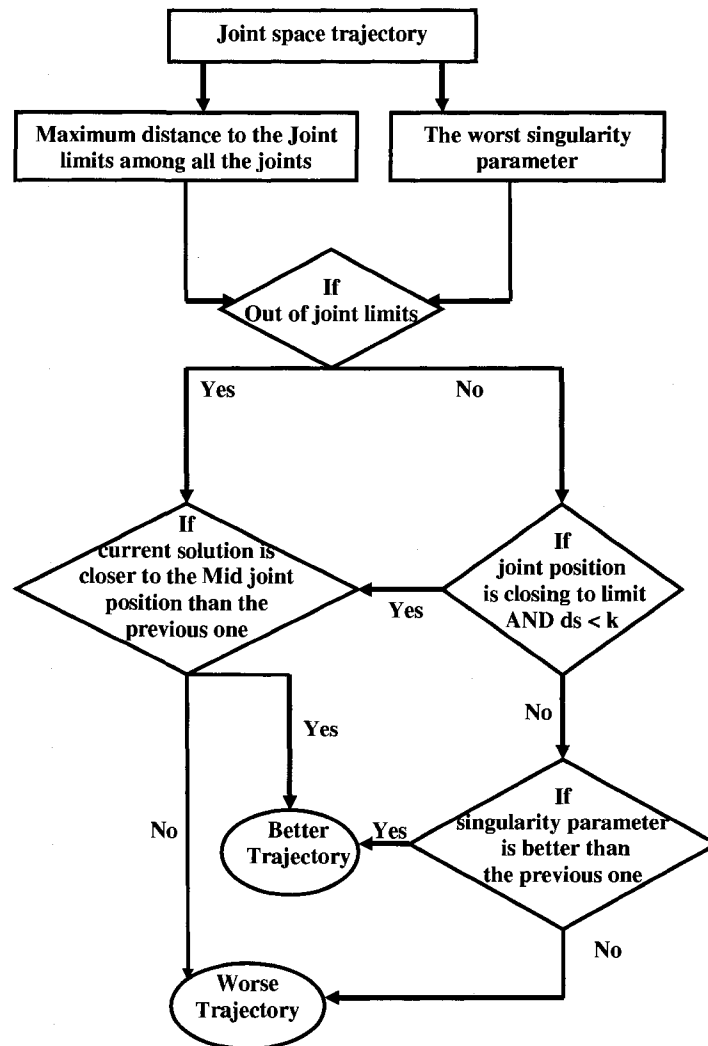 Joint space trajectory
Maximum distance to the Joint
limits among all the joints
The worst singularity
parameter
If
Out of joint limits
Yes
No
If
current solution is
closer to the Mid joint
position than the
previous one
If
joint position
is closing to limit
AND ds < k
Yes
No
Yes
If
singularity parameter
is better than
the previous one
No
Better
Trajectory
Yes
No
Worse
Trajectory